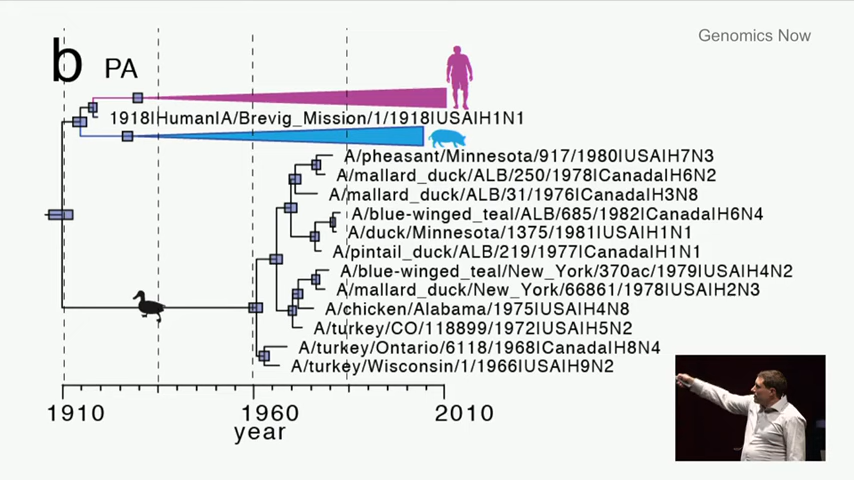 Genomics Now
b PA
1918|Human|A/Brevig_Mission/1/1918|USA|H1N1
A/pheasant/Minnesota/917/1980|USA|H7N3
A/mallard_duck/ALB/250/1978|Canada|H6N2
A/mallard_duck/ALB/31/1976|Canada|H3N8
A/blue-winged_teal/ALB/685/1982|Canada|H6N4
A/duck/Minnesota/1375/1981|USA|H1N1
A/pintail_duck/ALB/219/1977|Canada|H1N1
A/blue-winged_teal/New_York/370ac/1979|USA|H4N2
A/mallard_duck/New_York/66861/1978|USA|H2N3
A/chicken/Alabama/1975|USA|H4N8
A/turkey/CO/118899/1972|USA|H5N2
A/turkey/Ontario/6118/1968|Canada|H8N4
A/turkey/Wisconsin/1/1966|USA|H9N2
1910 1960 2010
year